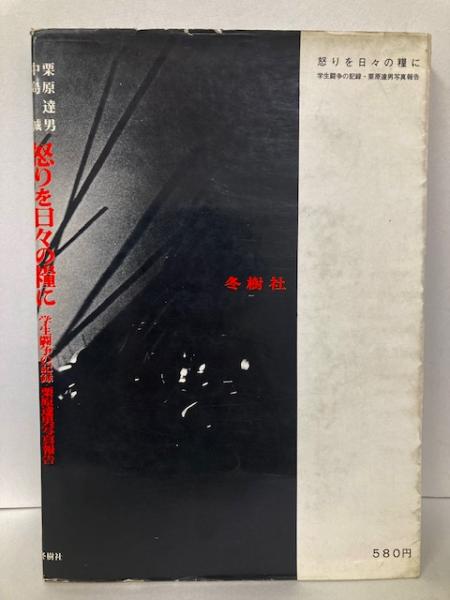 怒りを日々の糧に
学生闘争の記録・栗原達男写真報告
栗原達男
中島 誠
怒りを日々の糧に
学生闘争の記録 栗原達男写真報告
冬樹社
冬樹社
580円